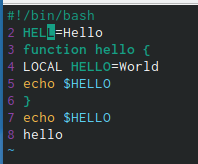 #!/bin/bash
2 HELL=Hello
3 function hello {
4 LOCAL HELLO=World
5 echo $HELLO
6 }
7 echo $HELLO
8 hello
~